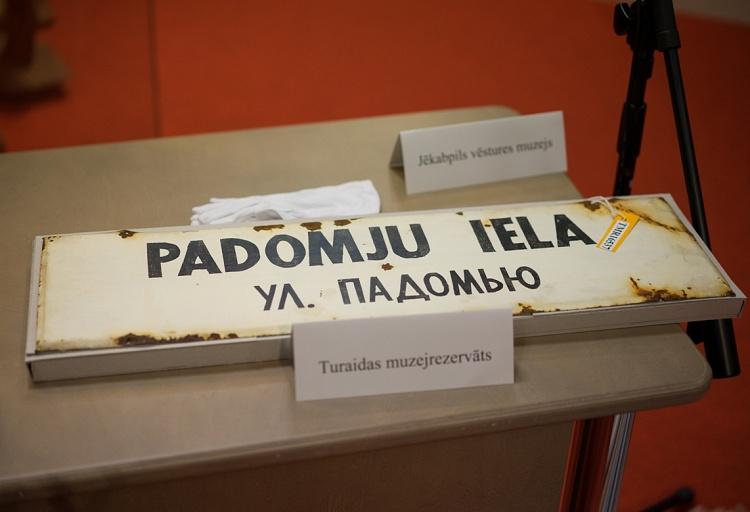 Jēkabpils vēstures muzejs
PADOMJU IELA
УЛ. ПАДОМЬЮ
Turaidas muzejrezervāts